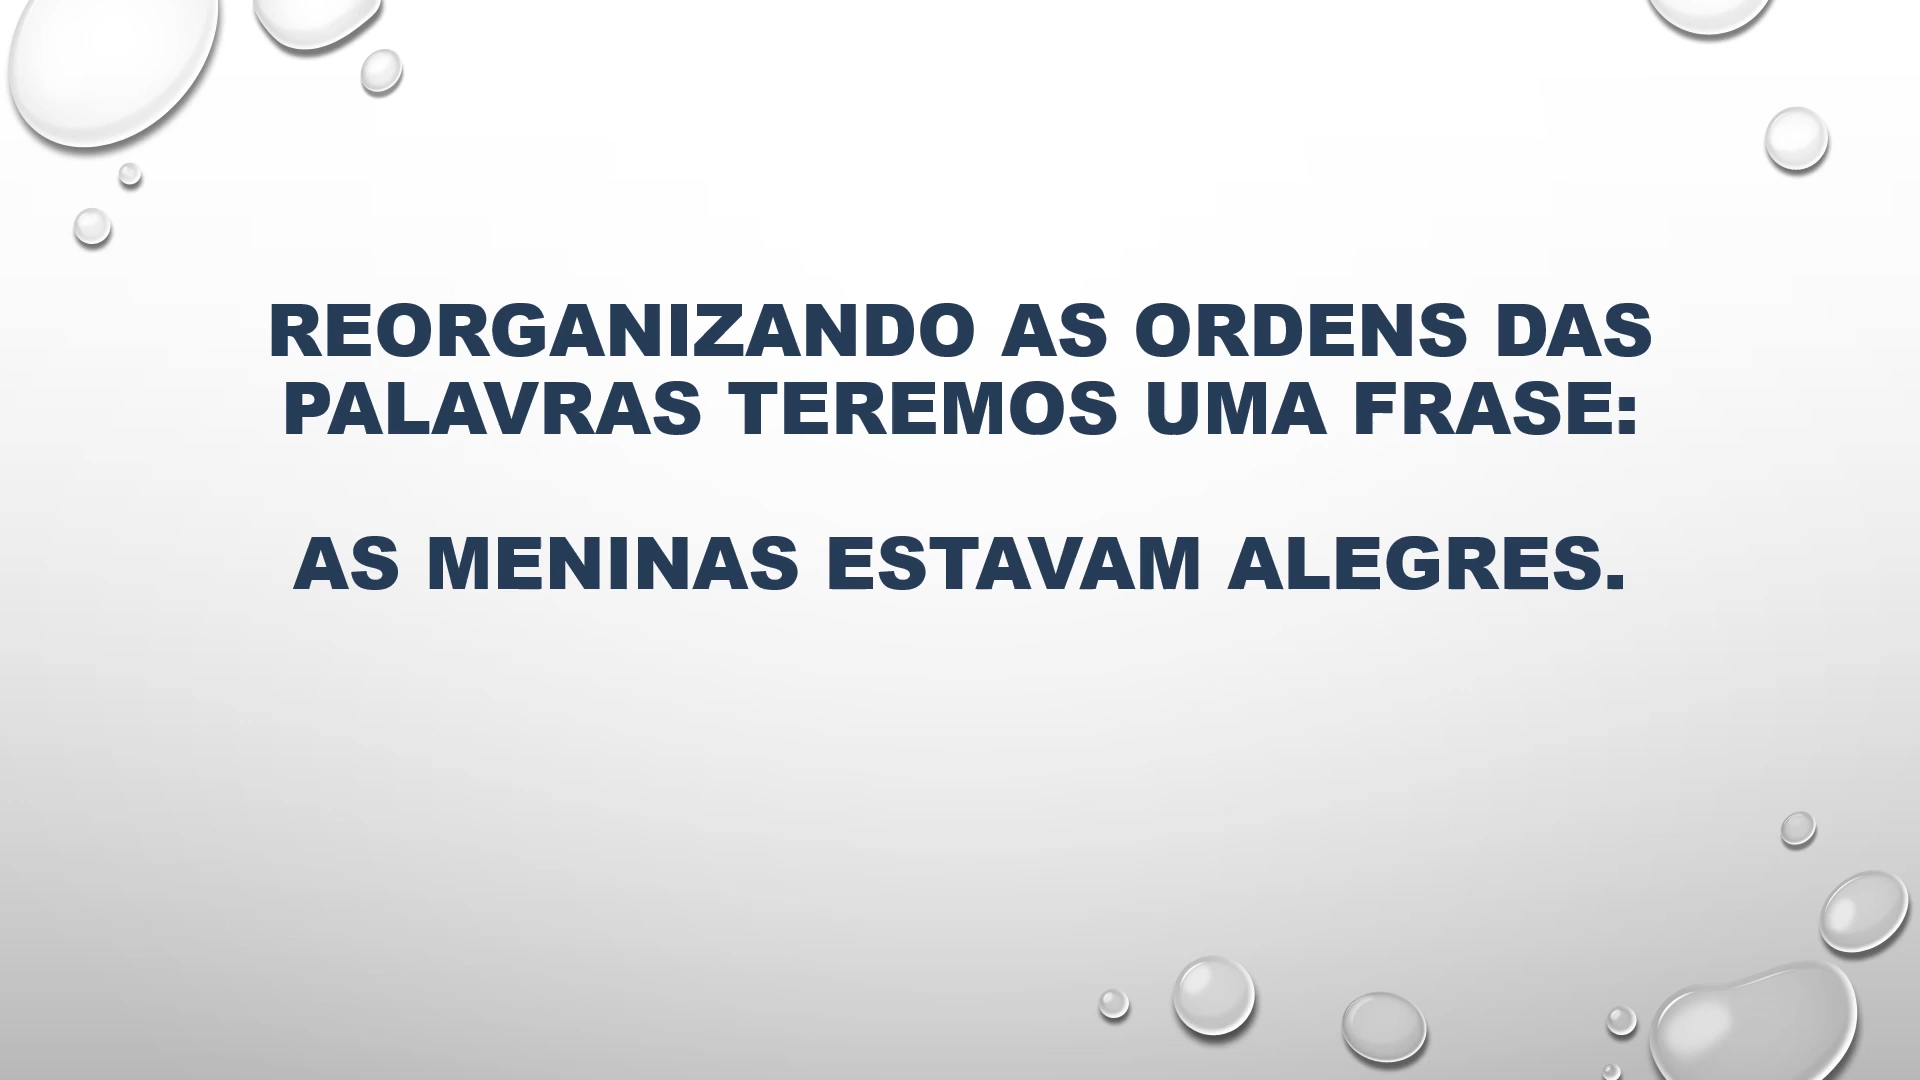 REORGANIZANDO AS ORDENS DAS
PALAVRAS TEREMOS UMA FRASE:
AS MENINAS ESTAVAM ALEGRES.